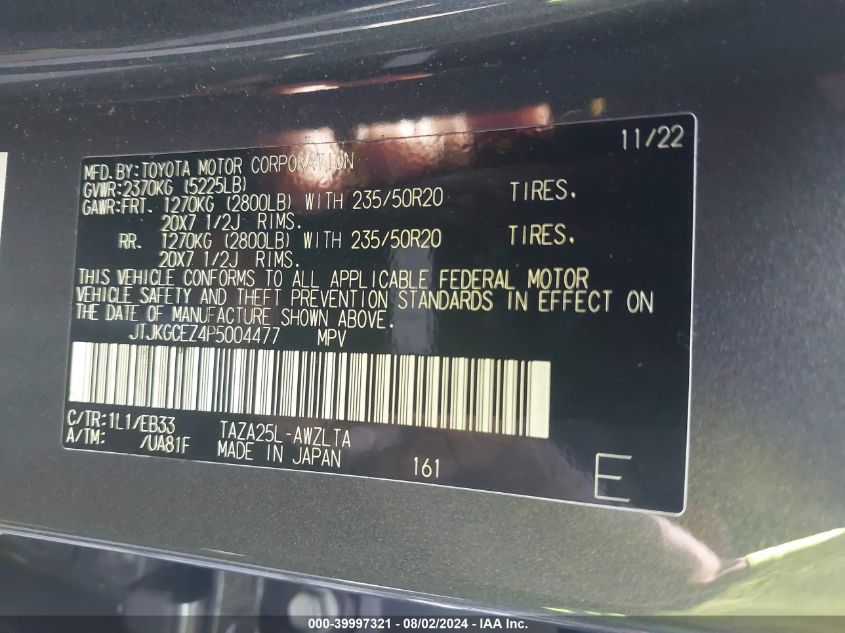 11/22
MFD.BY:TOYOTA MOTOR CORPORATION
GVWR:2370KG (5225LB)
GAWR:FRT. 1270KG (2800LB) WITH 235/50R20 TIRES.
20X7 1/2J RIMS.
RR. 1270KG (2800LB) WITH 235/50R20 TIRES.
20X7 1/2J RIMS.
THIS VEHICLE CONFORMS TO ALL APPLICABLE FEDERAL MOTOR
VEHICLE SAFETY AND THEFT PREVENTION STANDARDS IN EFFECT ON
THE DATE OF MANUFACTURE SHOWN ABOVE.
JTJKGCEZ4P5004477 MPV
C/TR:1L1/EB33 TAZA25L-AWZLTA
A/TM: /UA81F MADE IN JAPAN 161 E
000-39997321 - 08/02/2024 - IAA Inc.